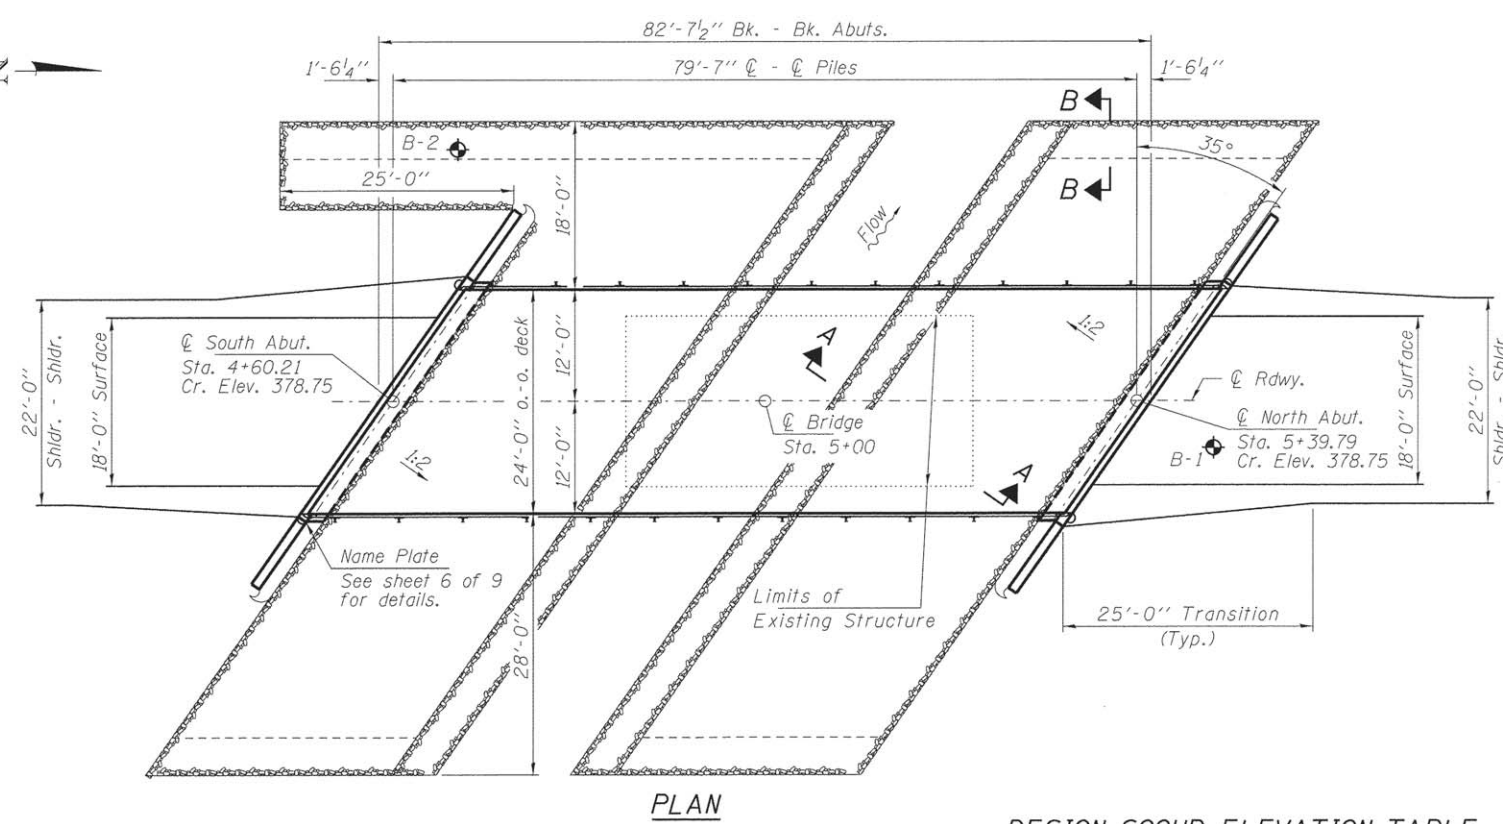 82'-7½" Bk. - Bk. Abuts.
1'-6¼"
79'-7" ℄ - ℄ Piles
1'-6¼"
N
B
B-2
35°
25'-0"
B
18'-0"
Flow
22'-0"
Shldr. - Shldr.
18'-0" Surface
℄ South Abut.
Sta. 4+60.21
Cr. Elev. 378.75
24'-0" o.-o. deck
12'-0"
12'-0"
A
1:2
1:2
℄ Rdwy.
℄ Bridge
Sta. 5+00
℄ North Abut.
Sta. 5+39.79
Cr. Elev. 378.75
B-1
18'-0" Surface
22'-0"
Shldr. - Shldr.
A
Name Plate
See sheet 6 of 9
for details.
28'-0"
Limits of
Existing Structure
25'-0" Transition
(Typ.)
PLAN
DESIGN SCOUR ELEVATION TABLE